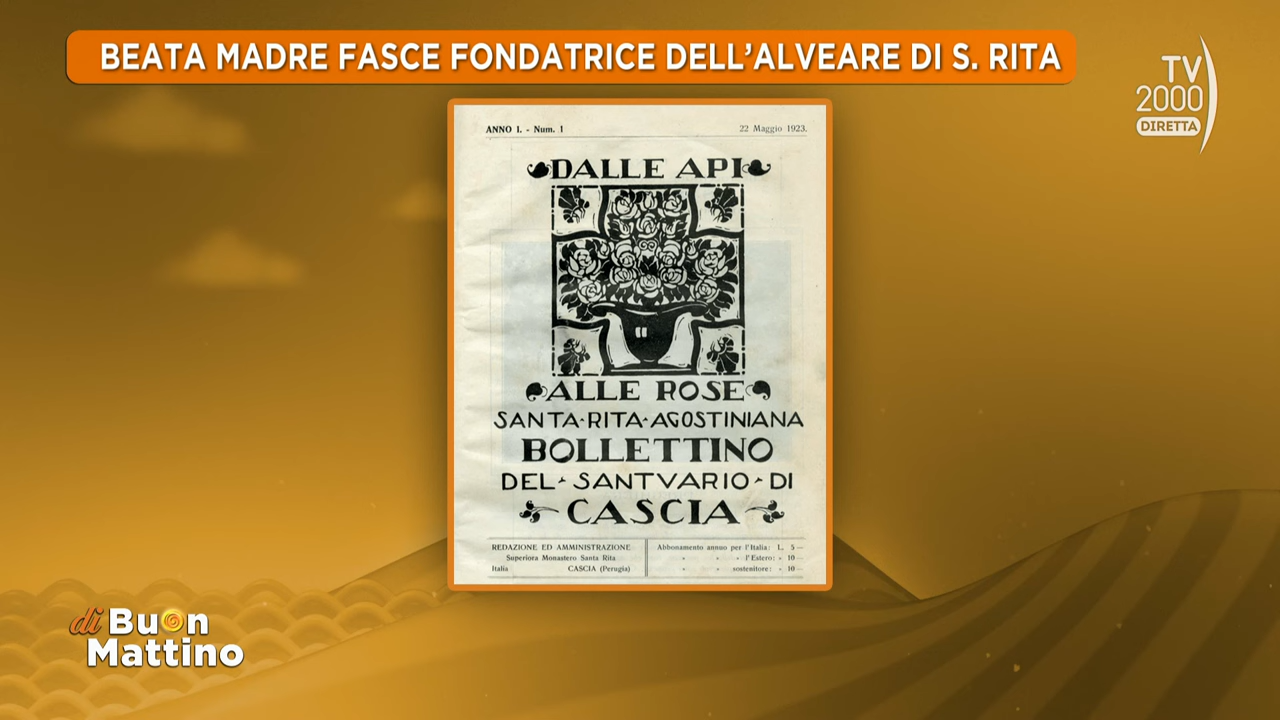 BEATA MADRE FASCE FONDATRICE DELL'ALVEARE DI S. RITA
TV
2000
DIRETTA
ANNO I. - Num. 1
22 Maggio 1923.
DALLE API
ALLE ROSE
SANTA·RITA·AGOSTINIANA
BOLLETTINO
DEL·SANTVARIO·DI
CASCIA
REDAZIONE ED AMMINISTRAZIONE
Superiora Monastero Santa Rita
Italia CASCIA (Perugia)
Abbonamento annuo per l'Italia: L. 5 —
" " l'Estero: " 10 —
" " sostenitore: " 10 —
di Buon
Mattino